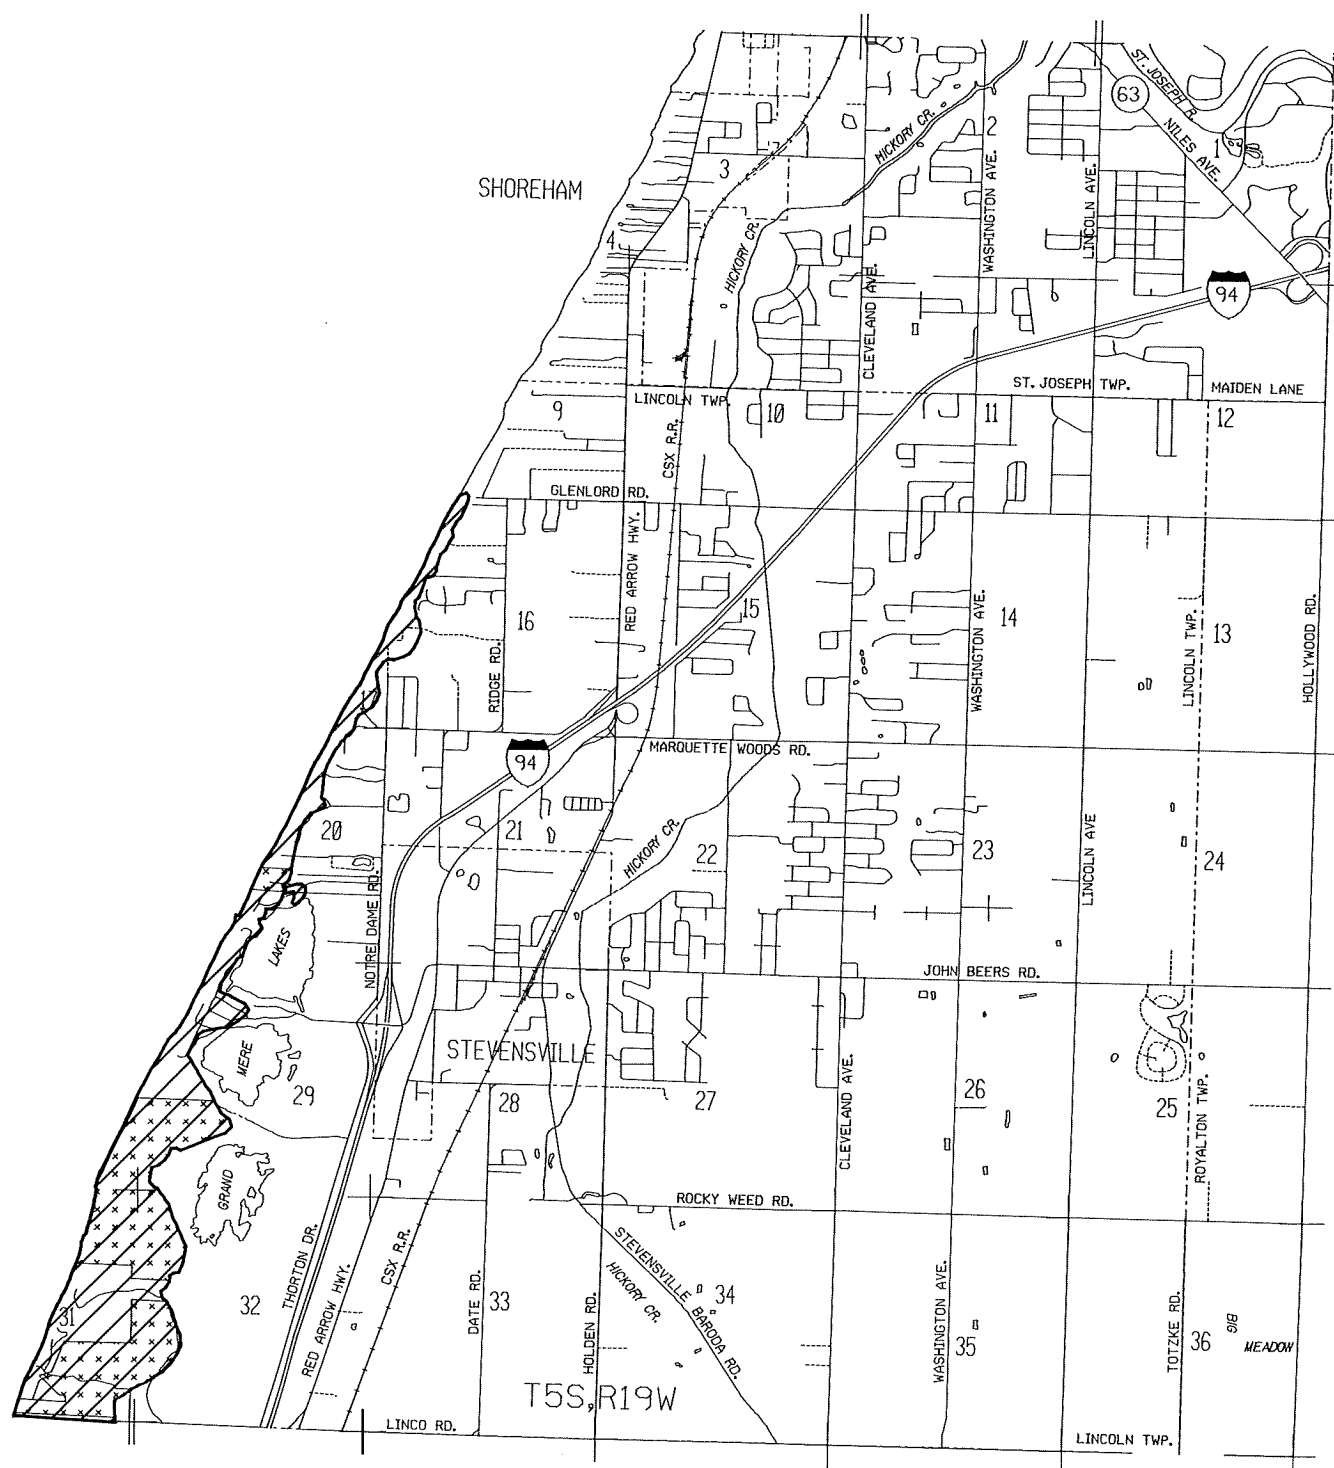 ST. JOSEPH R.
63
NILES AVE.
1
HICKORY CR.
2
WASHINGTON AVE.
LINCOLN AVE.
3
SHOREHAM
4
HICKORY CR.
CLEVELAND AVE.
94
ST. JOSEPH TWP.
MAIDEN LANE
LINCOLN TWP.
9
10
11
12
CSX R.R.
GLENLORD RD.
RED ARROW HWY.
16
15
14
13
RIDGE RD.
WASHINGTON AVE.
LINCOLN TWP.
HOLLYWOOD RD.
MARQUETTE WOODS RD.
94
20
21
HICKORY CR.
22
23
24
LINCOLN AVE
NOTRE DAME RD.
LAKES
JOHN BEERS RD.
STEVENSVILLE
MERE
29
28
27
26
25
CLEVELAND AVE.
ROYALTON TWP.
GRAND
ROCKY WEED RD.
THORTON DR.
CSX R.R.
STEVENSVILLE BARODA RD.
HICKORY CR.
31
32
RED ARROW HWY.
DATE RD.
33
HOLDEN RD.
34
WASHINGTON AVE.
35
TOTZKE RD.
36
BIG
MEADOW
T5S,R19W
LINCO RD.
LINCOLN TWP.